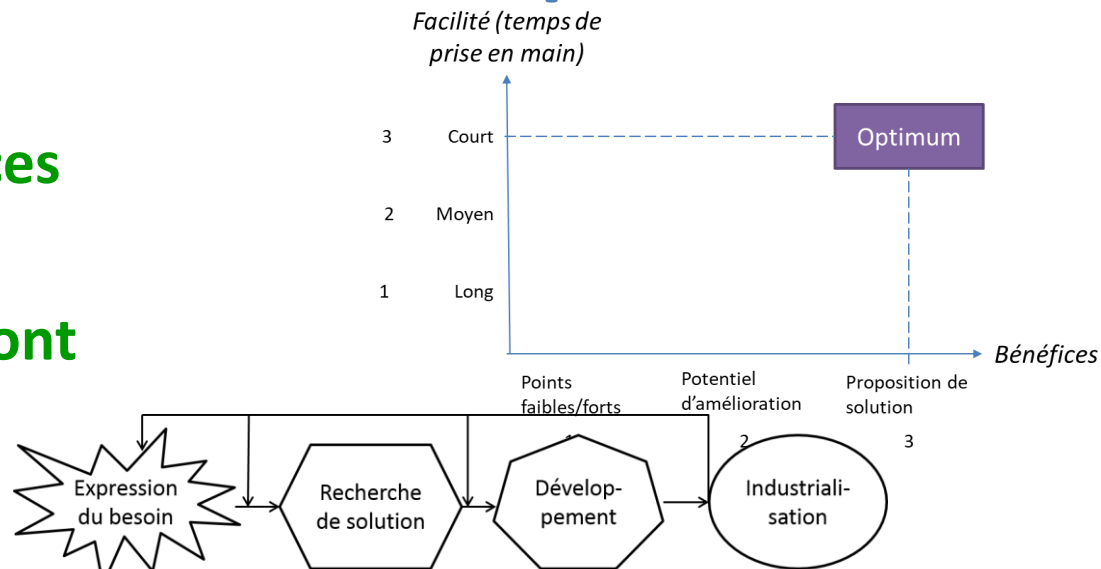 Facilité (temps de
prise en main)
3 Court
2 Moyen
1 Long
Optimum
Bénéfices
Points
faibles/forts
Potentiel
d'amélioration
2
Proposition de
solution
3
Expression
du besoin
Recherche
de solution
Dévelop-
pement
Industriali-
sation
ont